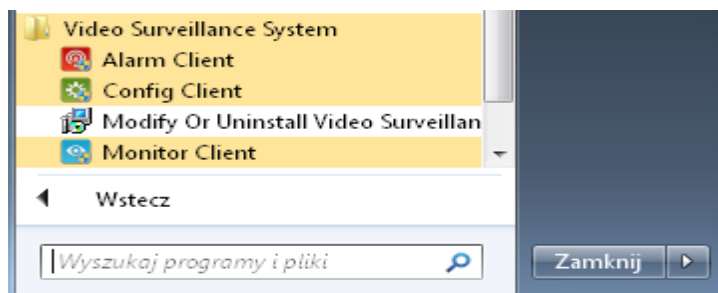 Video Surveillance System
Alarm Client
Config Client
Modify Or Uninstall Video Surveillan
Monitor Client
Wstecz
Wyszukaj programy i pliki
Zamknij